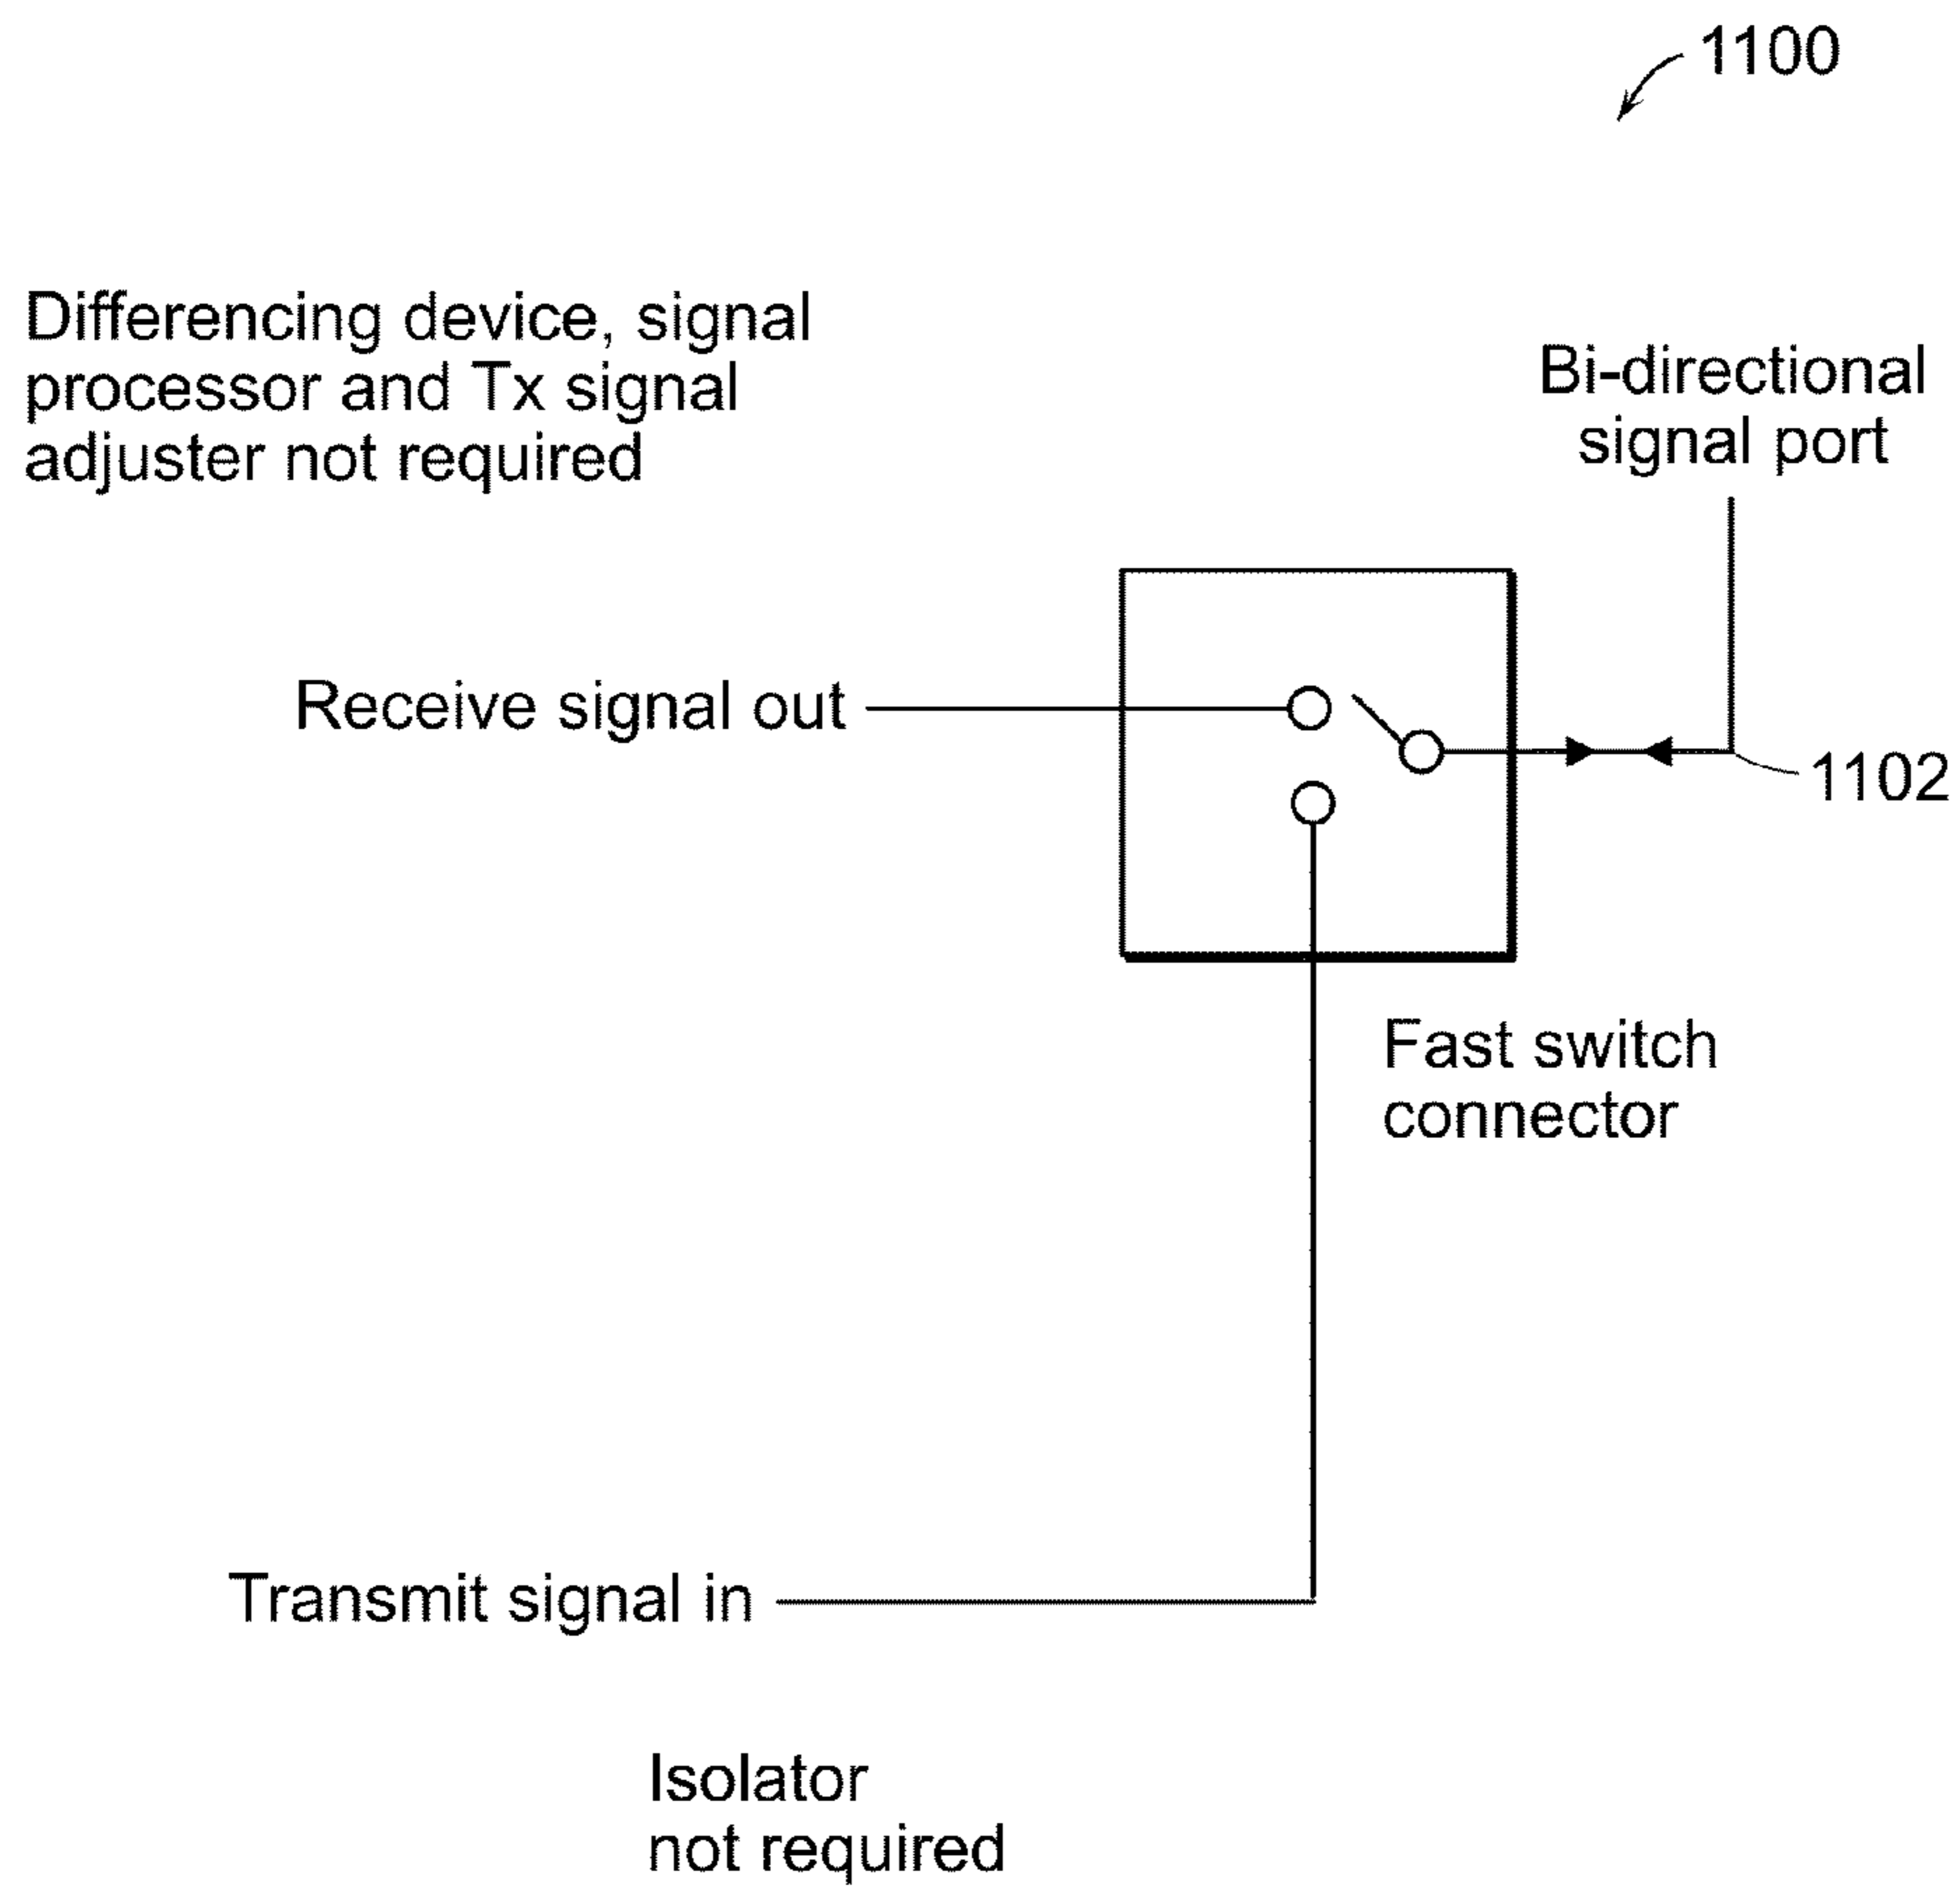 1100
Differencing device, signal
processor and Tx signal
adjuster not required
Bi-directional
signal port
Receive signal out
1102
Fast switch
connector
Transmit signal in
Isolator
not required